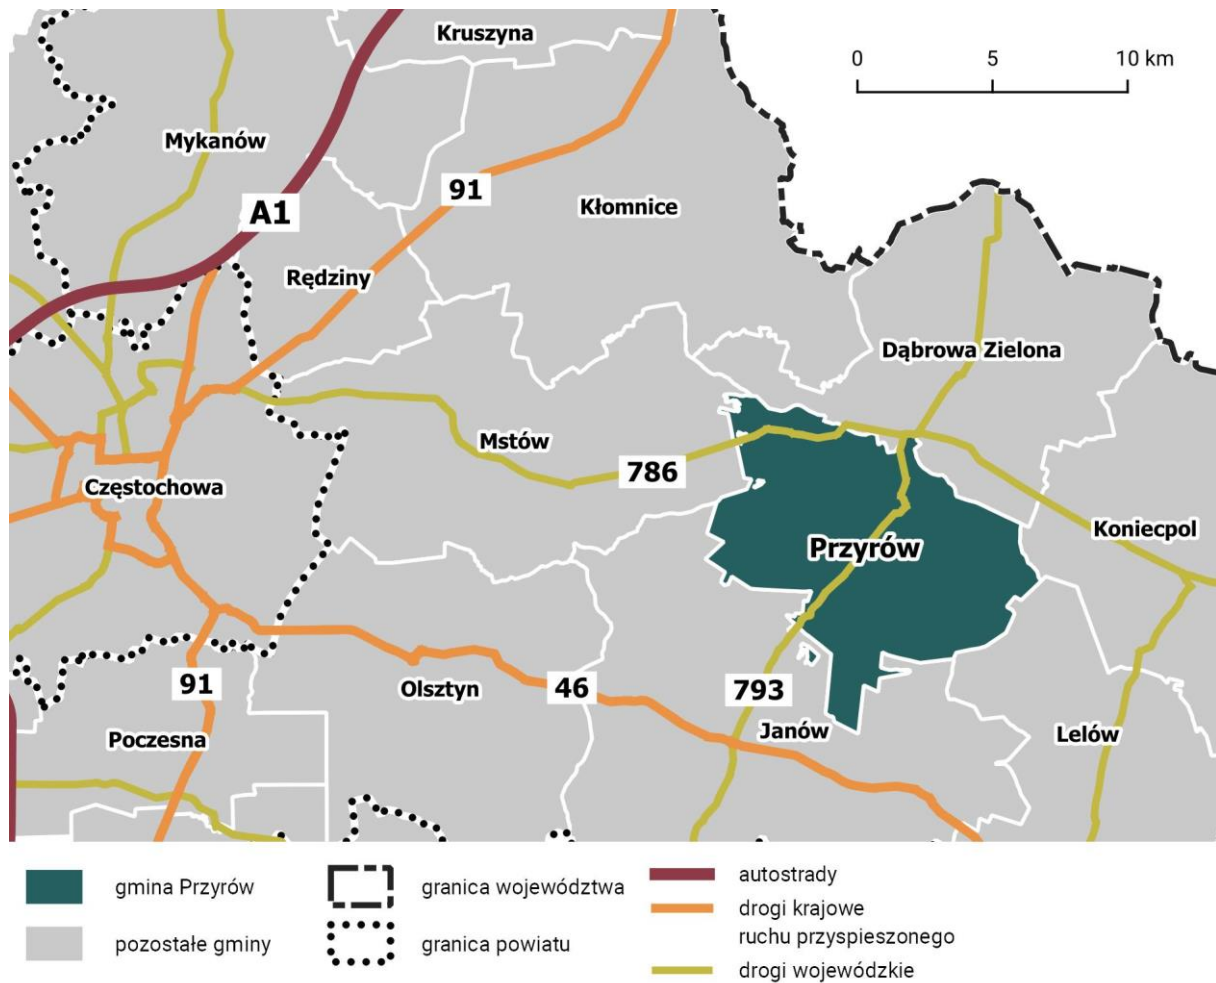 Kruszyna
0 5 10 km
Mykanów
91
Kłomnice
A1
Rędziny
Dąbrowa Zielona
Mstów
786
Częstochowa
Koniecpol
Przyrów
91
Olsztyn
46
793
Janów
Lelów
Poczesna
gmina Przyrów
pozostałe gminy
granica województwa
granica powiatu
autostrady
drogi krajowe
ruchu przyspieszonego
drogi wojewódzkie